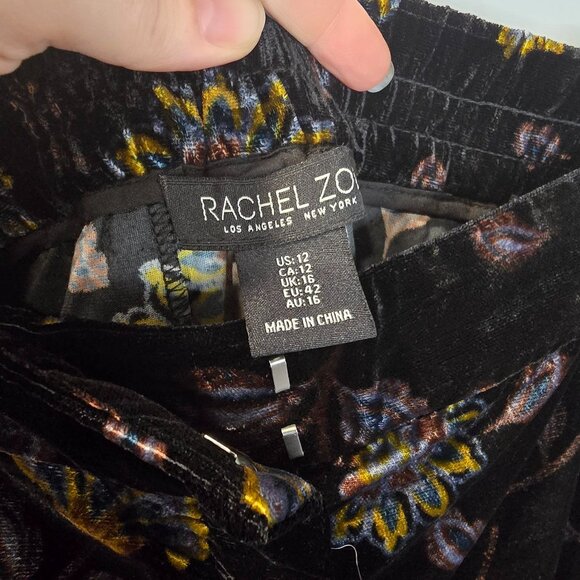 RACHEL ZO
LOS ANGELES NEW YORK
US: 12
CA: 12
UK: 16
EU: 42
AU: 16
MADE IN CHINA